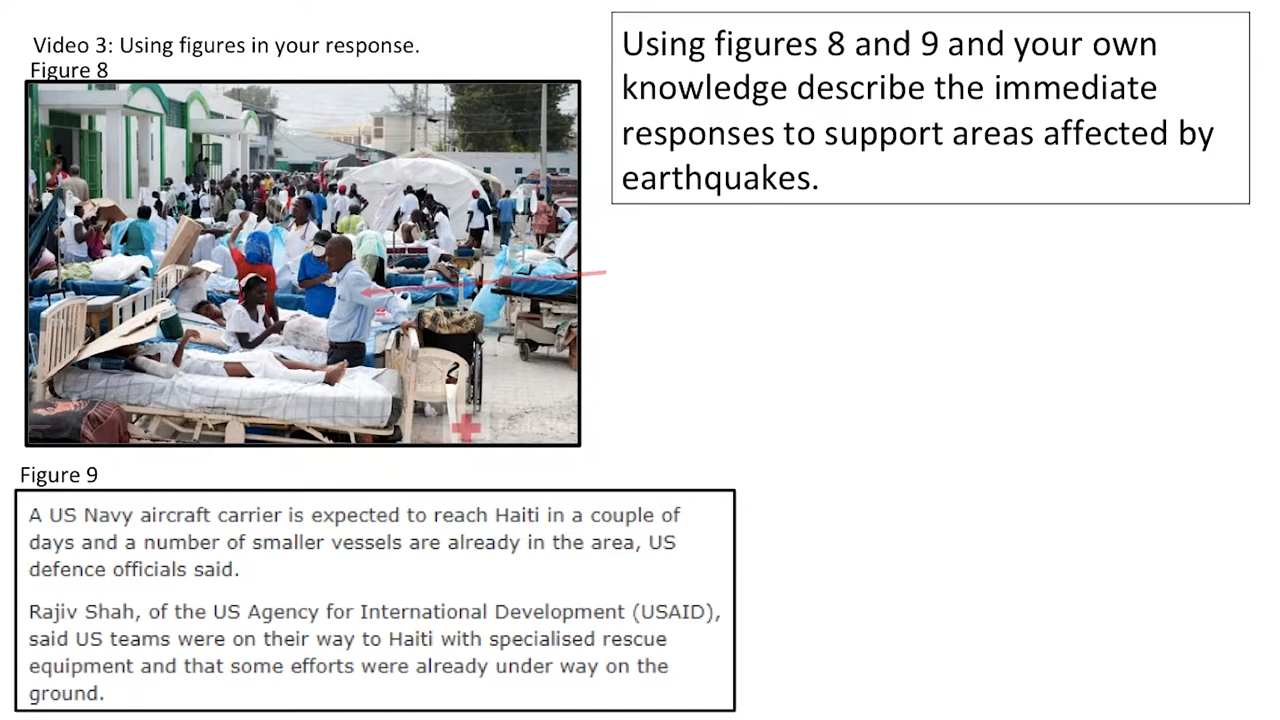 Video 3: Using figures in your response.
Figure 8
Using figures 8 and 9 and your own
knowledge describe the immediate
responses to support areas affected by
earthquakes.
Figure 9
A US Navy aircraft carrier is expected to reach Haiti in a couple of
days and a number of smaller vessels are already in the area, US
defence officials said.
Rajiv Shah, of the US Agency for International Development (USAID),
said US teams were on their way to Haiti with specialised rescue
equipment and that some efforts were already under way on the
ground.